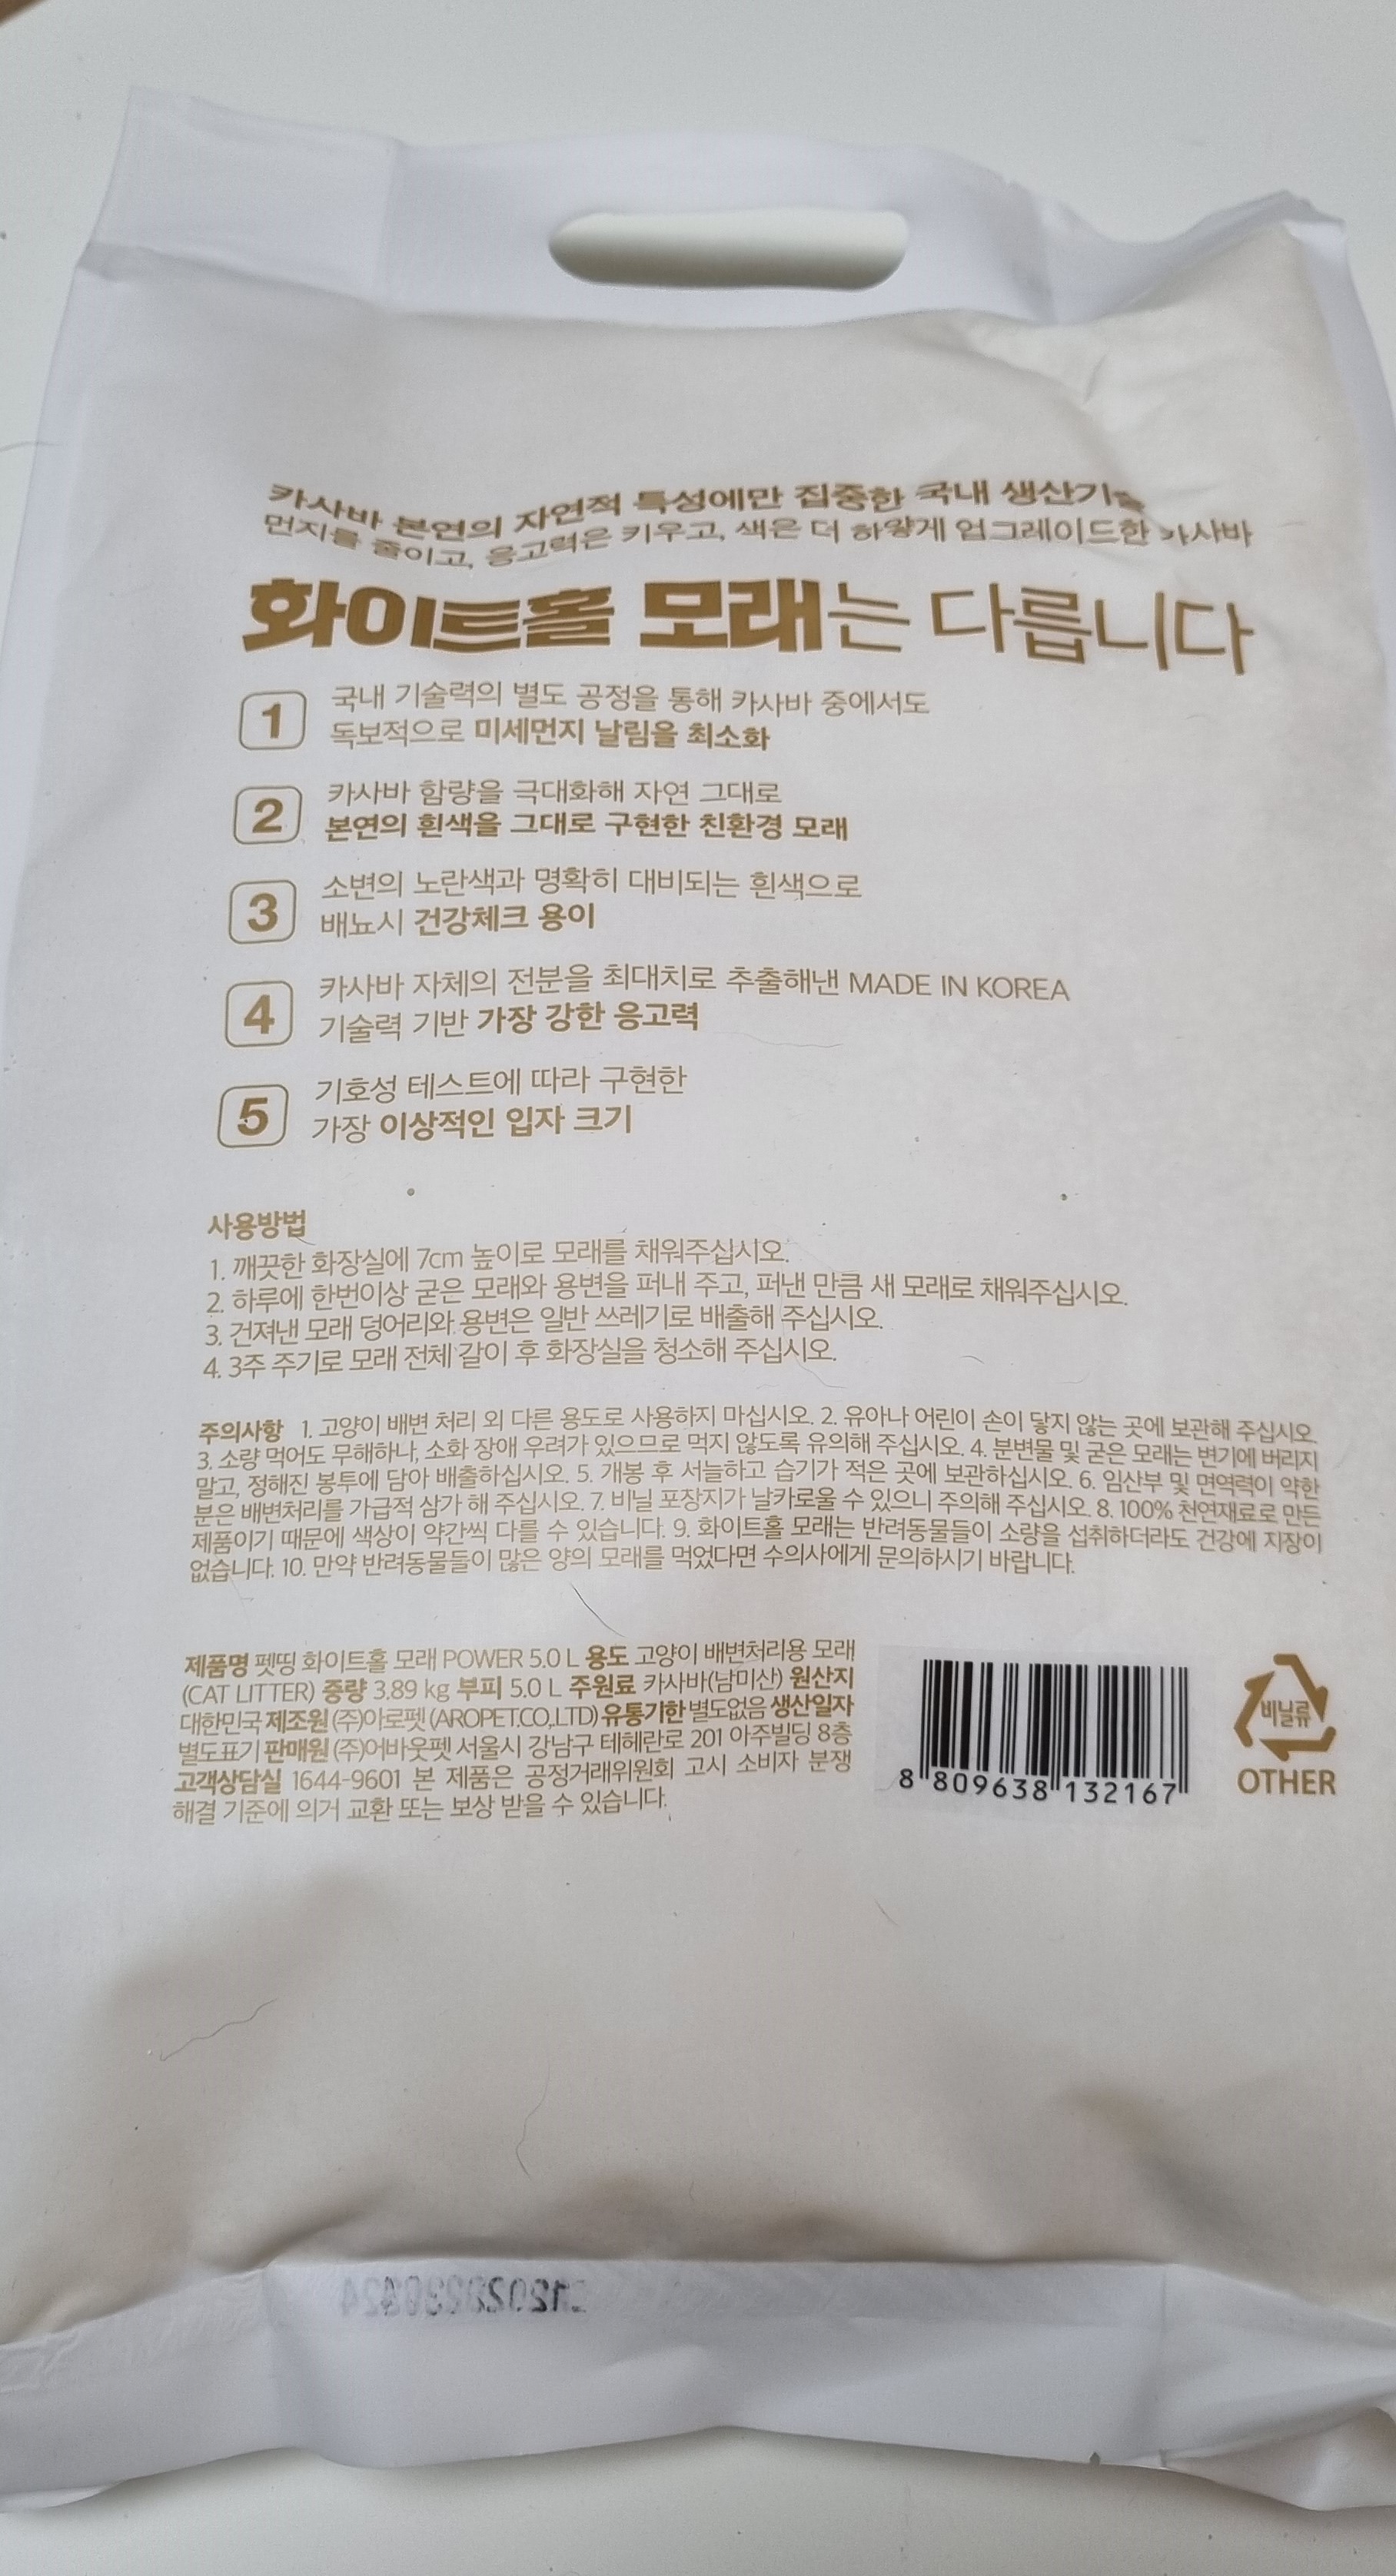 카사바 본연의 자연적 특성에만 집중한 국내 생산기술
먼지를 줄이고, 응고력은 키우고, 색은 더 하얗게 업그레이드한 카사바
화이트홀 모래는 다릅니다
1 국내 기술력의 별도 공정을 통해 카사바 중에서도
독보적으로 미세먼지 날림을 최소화
2 카사바 함량을 극대화해 자연 그대로
본연의 흰색을 그대로 구현한 친환경 모래
3 소변의 노란색과 명확히 대비되는 흰색으로
배뇨시 건강체크 용이
4 카사바 자체의 전분을 최대치로 추출해낸 MADE IN KOREA
기술력 기반 가장 강한 응고력
5 기호성 테스트에 따라 구현한
가장 이상적인 입자 크기
사용방법
1. 깨끗한 화장실에 7cm 높이로 모래를 채워주십시오.
2. 하루에 한번이상 굳은 모래와 용변을 퍼내 주고, 퍼낸 만큼 새 모래로 채워주십시오.
3. 건져낸 모래 덩어리와 용변은 일반 쓰레기로 배출해 주십시오.
4. 3주 주기로 모래 전체 갈이 후 화장실을 청소해 주십시오.
주의사항 1. 고양이 배변 처리 외 다른 용도로 사용하지 마십시오. 2. 유아나 어린이 손이 닿지 않는 곳에 보관해 주십시오.
3. 소량 먹어도 무해하나, 소화 장애 우려가 있으므로 먹지 않도록 유의해 주십시오. 4. 분변물 및 굳은 모래는 변기에 버리지
말고, 정해진 봉투에 담아 배출하십시오. 5. 개봉 후 서늘하고 습기가 적은 곳에 보관하십시오. 6. 임산부 및 면역력이 약한
분은 배변처리를 가급적 삼가 해 주십시오. 7. 비닐 포장지가 날카로울 수 있으니 주의해 주십시오. 8. 100% 천연재료로 만든
제품이기 때문에 색상이 약간씩 다를 수 있습니다. 9. 화이트홀 모래는 반려동물들이 소량을 섭취하더라도 건강에 지장이
없습니다. 10. 만약 반려동물들이 많은 양의 모래를 먹었다면 수의사에게 문의하시기 바랍니다.
제품명 펫띵 화이트홀 모래 POWER 5.0 L 용도 고양이 배변처리용 모래
(CAT LITTER) 중량 3.89 kg 부피 5.0 L 주원료 카사바(남미산) 원산지
대한민국 제조원 (주)아로펫 (AROPET.CO,.LTD) 유통기한 별도없음 생산일자
별도표기 판매원 (주)어바웃펫 서울시 강남구 테헤란로 201 아주빌딩 8층
고객상담실 1644-9601 본 제품은 공정거래위원회 고시 소비자 분쟁
해결 기준에 의거 교환 또는 보상 받을 수 있습니다.
8 809638 132167
비닐류
OTHER